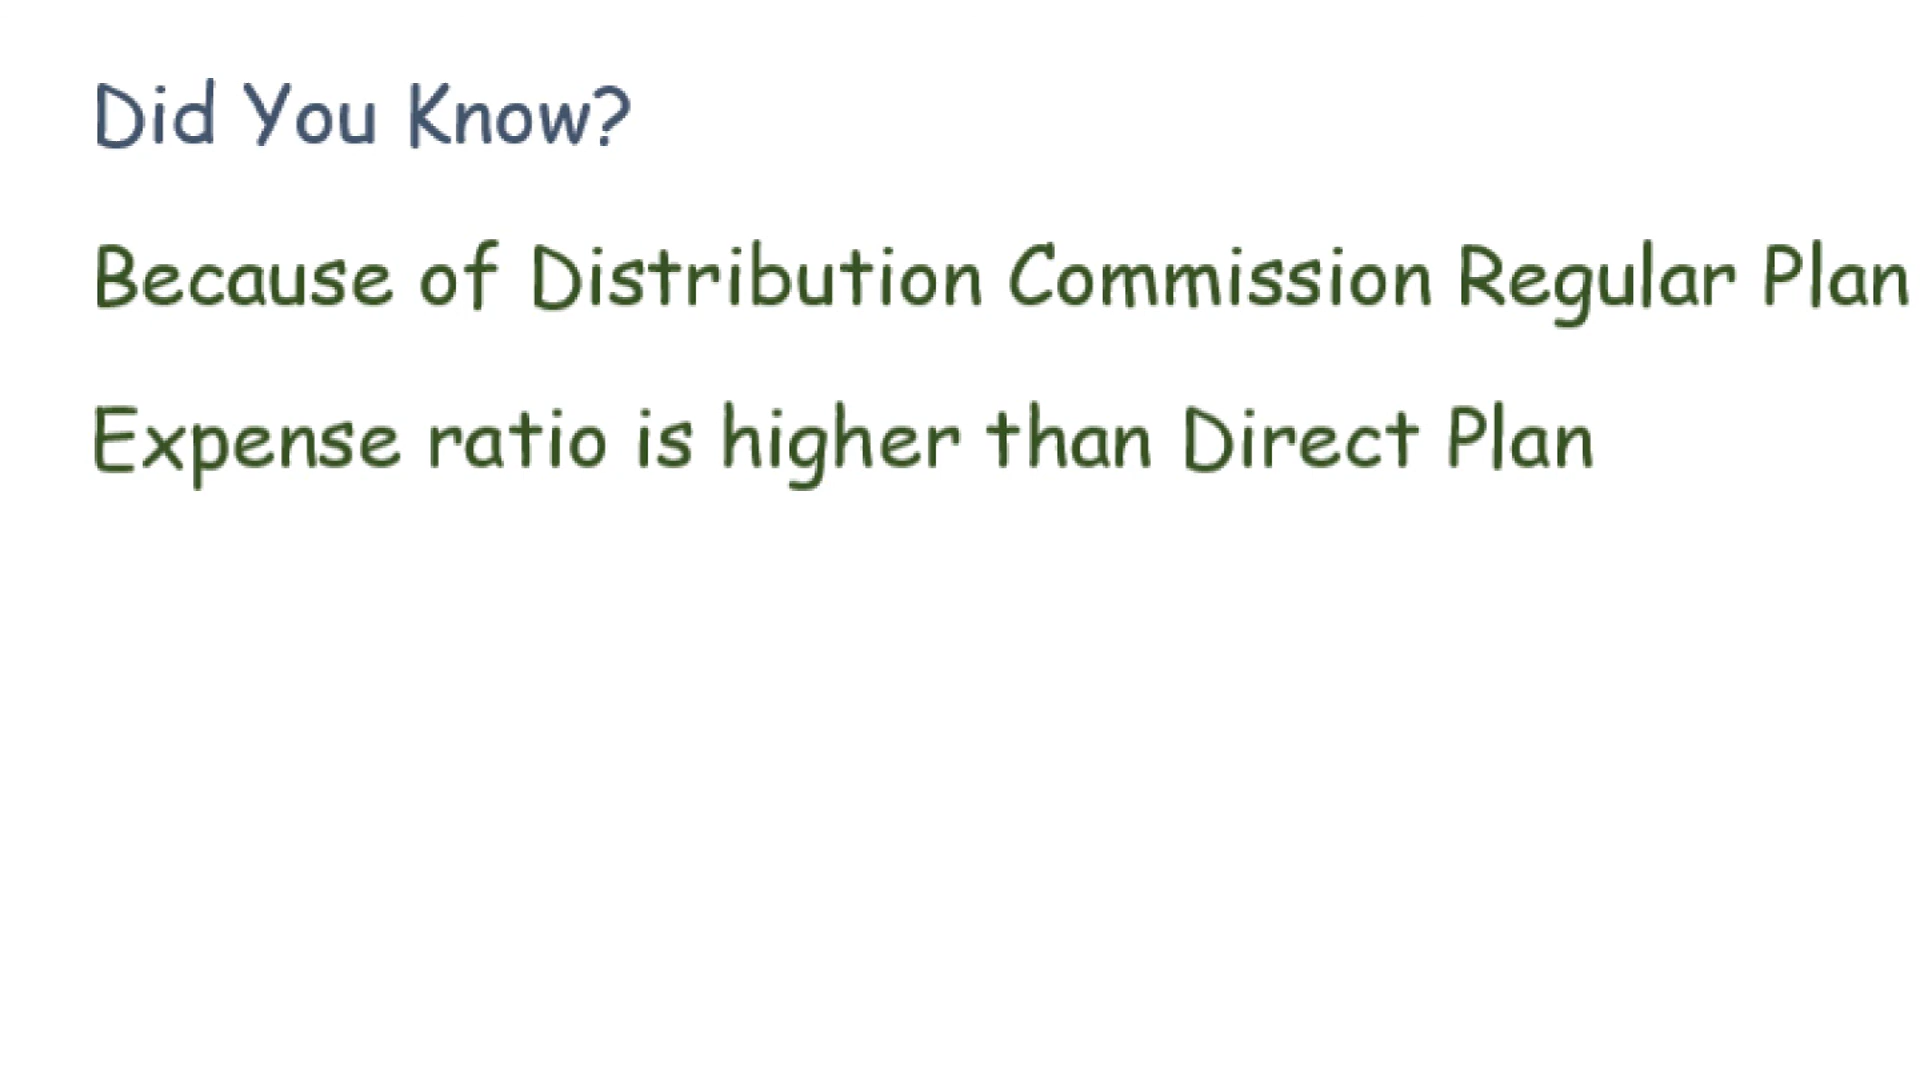 Did You Know?
Because of Distribution Commission Regular Plan
Expense ratio is higher than Direct Plan